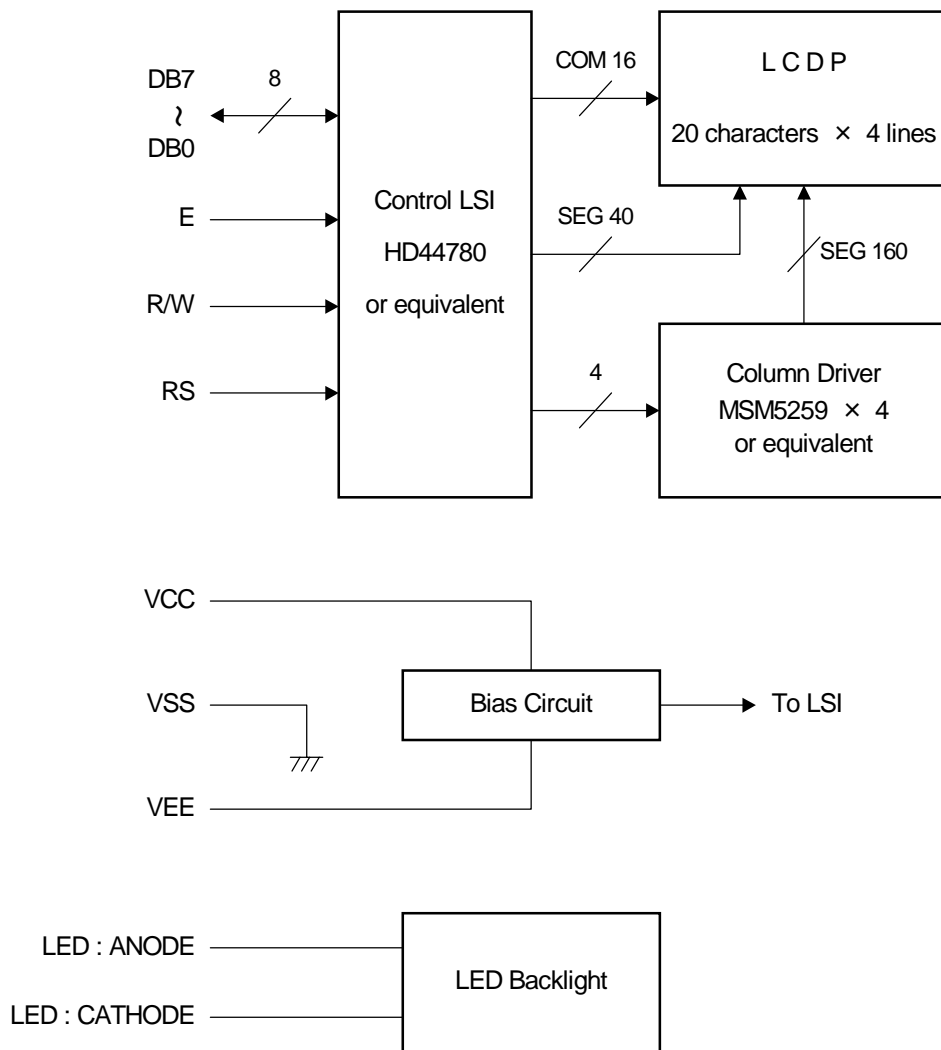 DB7
~
DB0
8
E
R/W
RS
Control LSI
HD44780
or equivalent
COM 16
SEG 40
4
L C D P
20 characters × 4 lines
SEG 160
Column Driver
MSM5259 × 4
or equivalent
VCC
VSS
VEE
Bias Circuit
To LSI
LED : ANODE
LED : CATHODE
LED Backlight